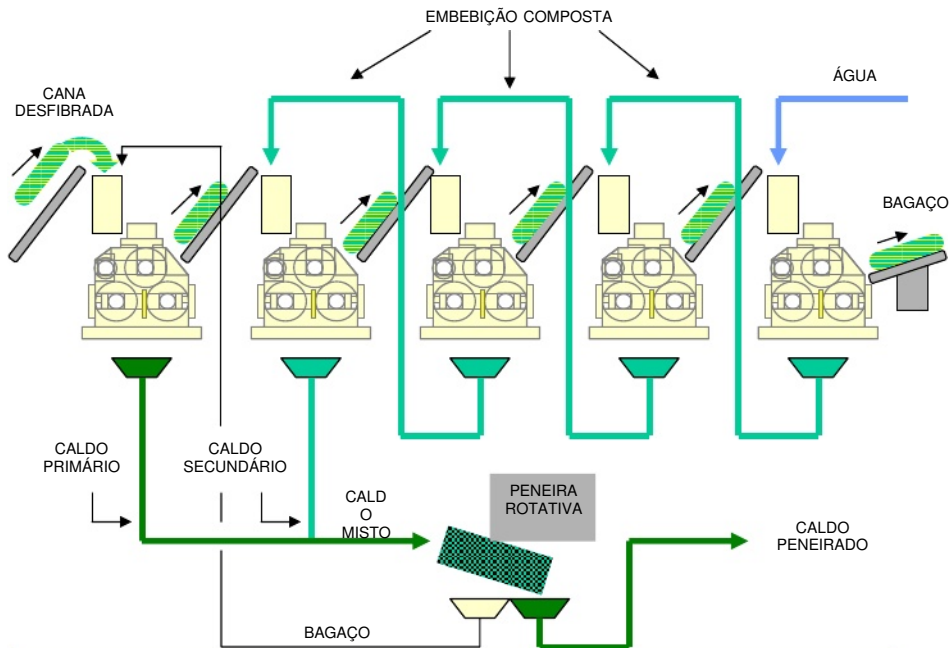 EMBEBIÇÃO COMPOSTA
ÁGUA
CANA
DESFIBRADA
BAGAÇO
CALDO
PRIMÁRIO
CALDO
SECUNDÁRIO
CALD
O
MISTO
PENEIRA
ROTATIVA
CALDO
PENEIRADO
BAGAÇO